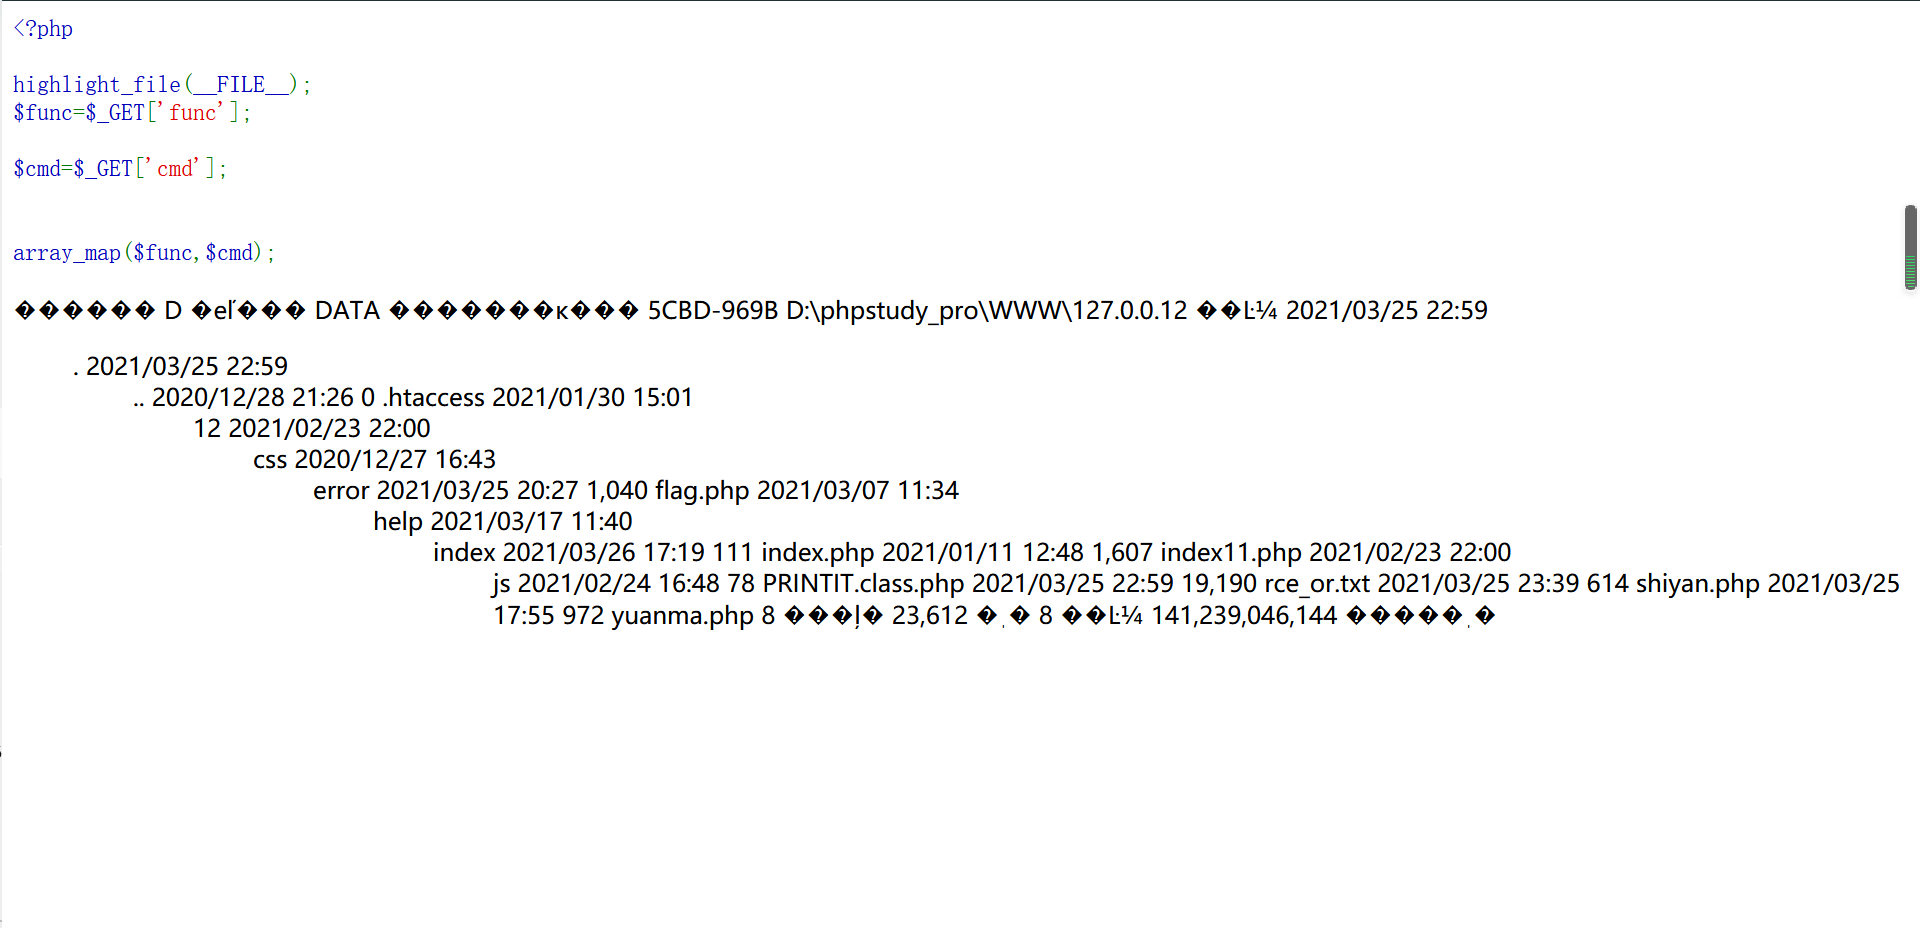 <?php
highlight_file(__FILE__);
$func=$_GET['func'];
$cmd=$_GET['cmd'];
array_map($func,$cmd);
������ D �eľ��� DATA �������к��� 5CBD-969B D:\phpstudy_pro\WWW\127.0.0.12 ��Ŀ¼ 2021/03/25 22:59
. 2021/03/25 22:59
.. 2020/12/28 21:26 0 .htaccess 2021/01/30 15:01
12 2021/02/23 22:00
css 2020/12/27 16:43
error 2021/03/25 20:27 1,040 flag.php 2021/03/07 11:34
help 2021/03/17 11:40
index 2021/03/26 17:19 111 index.php 2021/01/11 12:48 1,607 index11.php 2021/02/23 22:00
js 2021/02/24 16:48 78 PRINTIT.class.php 2021/03/25 22:59 19,190 rce_or.txt 2021/03/25 23:39 614 shiyan.php 2021/03/25
17:55 972 yuanma.php 8 ���ļ� 23,612 �ֽ� 8 ��Ŀ¼ 141,239,046,144 �����ֽ�